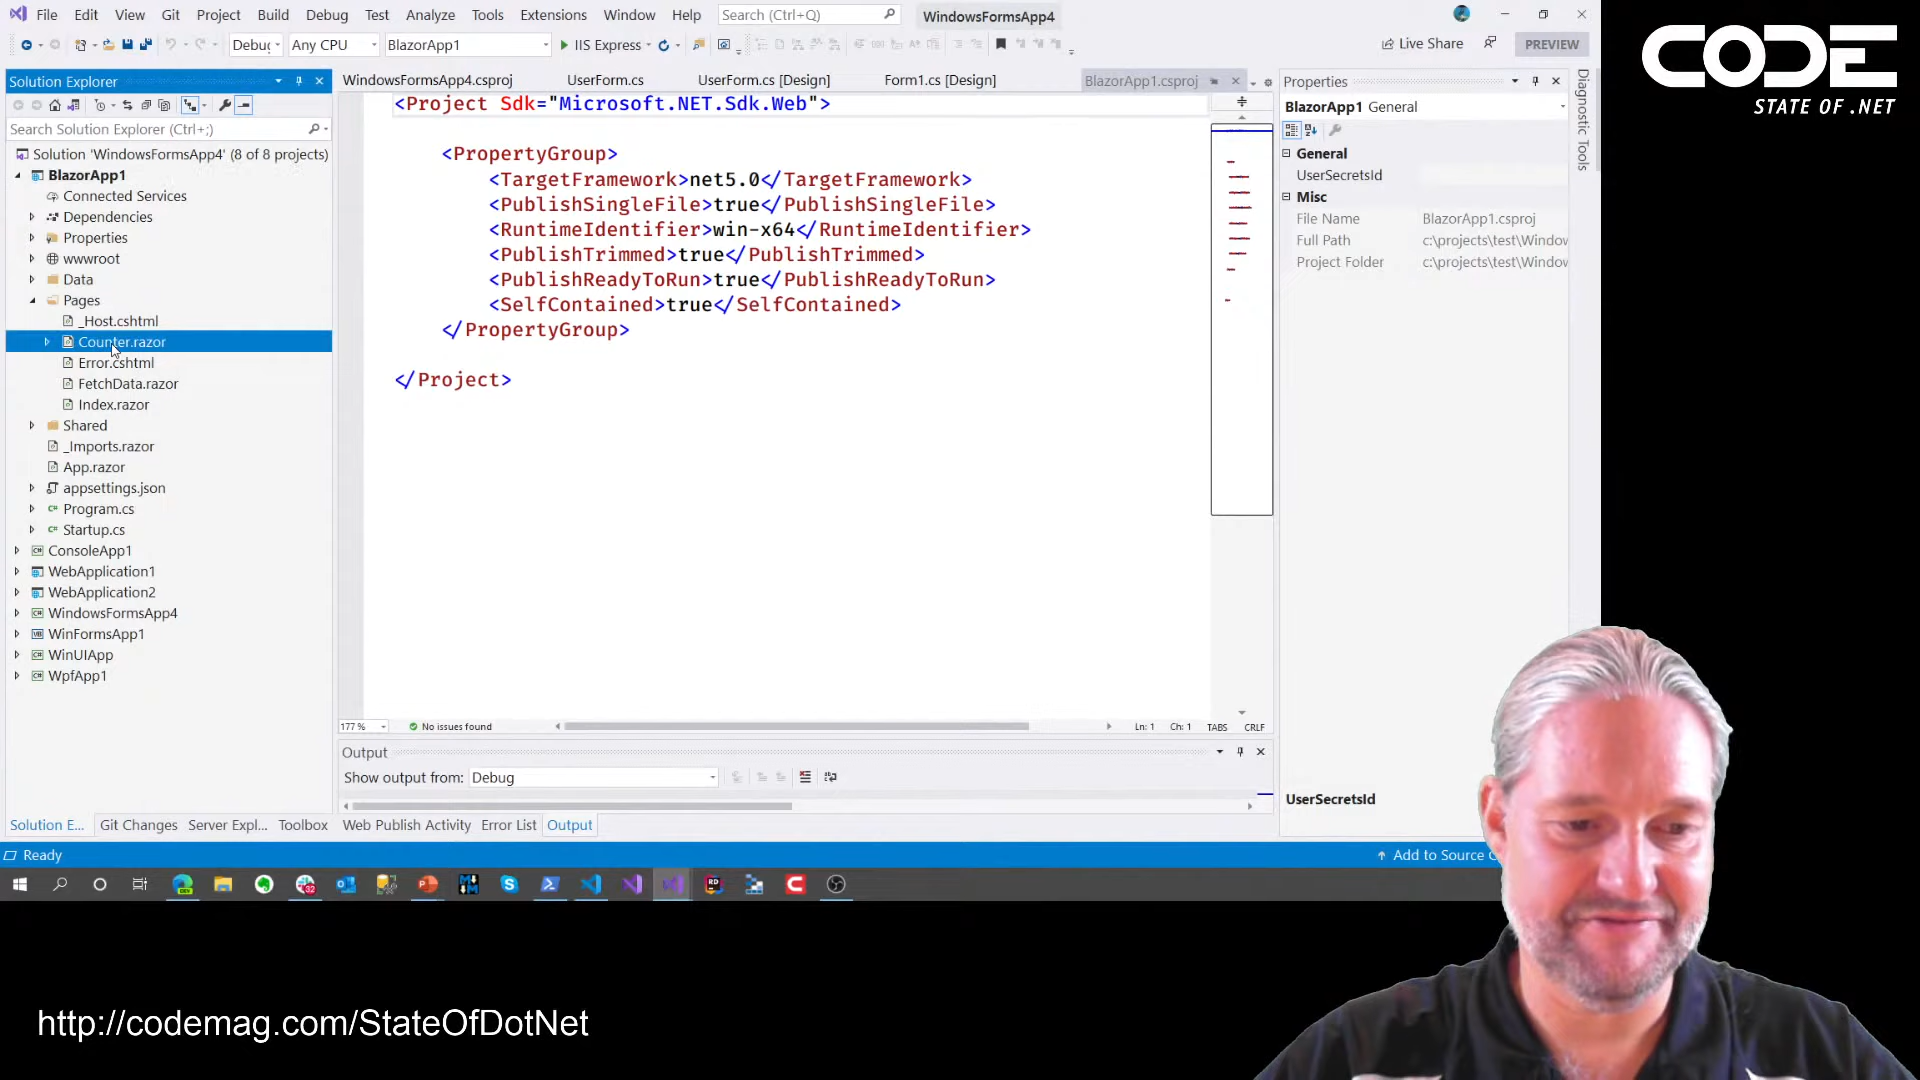 File Edit View Git Project Build Debug Test Analyze Tools Extensions Window Help Search (Ctrl+Q) WindowsFormsApp4
Debu Any CPU BlazorApp1 IIS Express Live Share PREVIEW
CODE
STATE OF .NET
Solution Explorer
Search Solution Explorer (Ctrl+;)
Solution 'WindowsFormsApp4' (8 of 8 projects)
BlazorApp1
Connected Services
Dependencies
Properties
wwwroot
Data
Pages
_Host.cshtml
Counter.razor
Error.cshtml
FetchData.razor
Index.razor
Shared
_Imports.razor
App.razor
appsettings.json
Program.cs
Startup.cs
ConsoleApp1
WebApplication1
WebApplication2
WindowsFormsApp4
WinFormsApp1
WinUIApp
WpfApp1
WindowsFormsApp4.csproj UserForm.cs UserForm.cs [Design] Form1.cs [Design] BlazorApp1.csproj
<Project Sdk="Microsoft.NET.Sdk.Web">
<PropertyGroup>
<TargetFramework>net5.0</TargetFramework>
<PublishSingleFile>true</PublishSingleFile>
<RuntimeIdentifier>win-x64</RuntimeIdentifier>
<PublishTrimmed>true</PublishTrimmed>
<PublishReadyToRun>true</PublishReadyToRun>
<SelfContained>true</SelfContained>
</PropertyGroup>
</Project>
177 % No issues found Ln: 1 Ch: 1 TABS CRLF
Output
Show output from: Debug
Properties
BlazorApp1 General
General
UserSecretsId
Misc
File Name BlazorApp1.csproj
Full Path c:\projects\test\Window
Project Folder c:\projects\test\Window
UserSecretsId
Diagnostic Tools
Solution E... Git Changes Server Expl... Toolbox Web Publish Activity Error List Output
Ready Add to Source C
http://codemag.com/StateOfDotNet